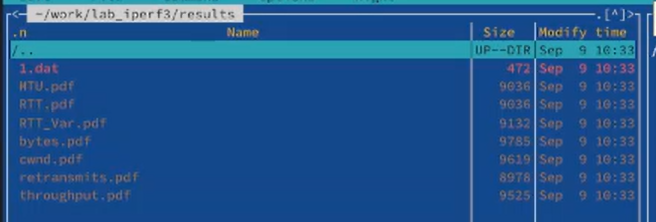 <─ ~/work/lab_iperf3/results ─.[^]>
.n Name Size Modify time
/.. UP--DIR Sep 9 10:33
1.dat 472 Sep 9 10:33
MTU.pdf 9036 Sep 9 10:33
RTT.pdf 9036 Sep 9 10:33
RTT_Var.pdf 9132 Sep 9 10:33
bytes.pdf 9785 Sep 9 10:33
cwnd.pdf 9619 Sep 9 10:33
retransmits.pdf 8978 Sep 9 10:33
throughput.pdf 9525 Sep 9 10:33